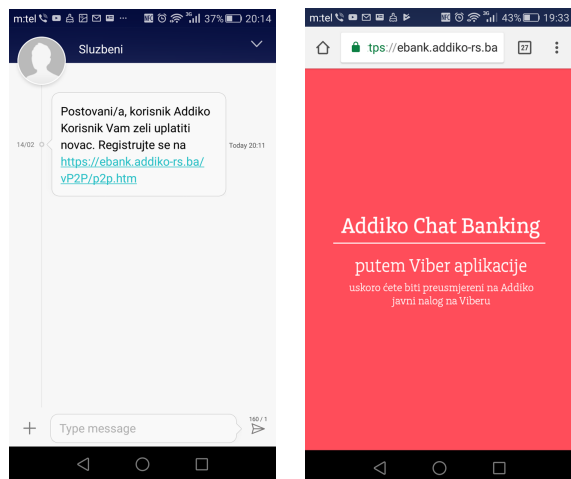 m:tel 37% 20:14
Sluzbeni
Postovani/a, korisnik Addiko
Korisnik Vam zeli uplatiti
novac. Registrujte se na
https://ebank.addiko-rs.ba/
vP2P/p2p.htm
14/02
Today 20:11
Type message
160 / 1
m:tel 43% 19:33
tps://ebank.addiko-rs.ba
27
Addiko Chat Banking
putem Viber aplikacije
uskoro ćete biti preusmjereni na Addiko
javni nalog na Viberu